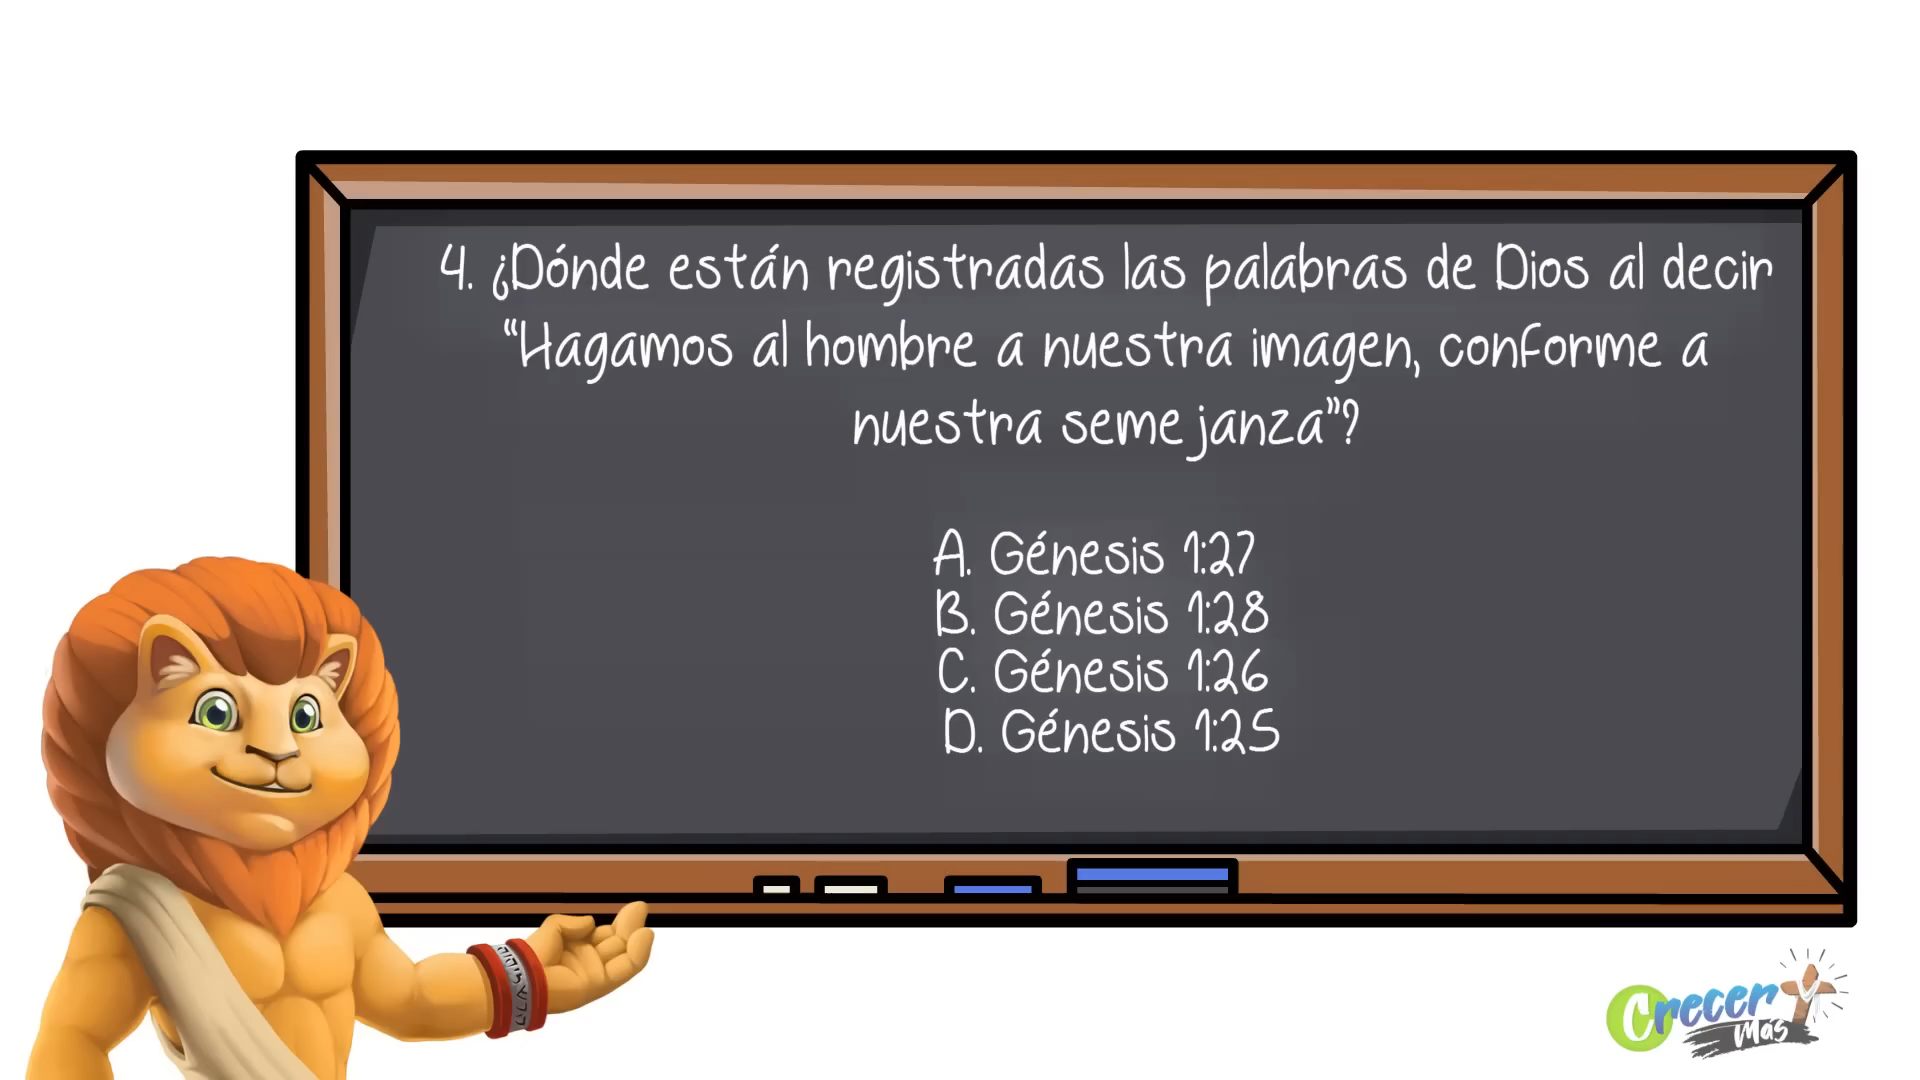 4. ¿Dónde están registradas las palabras de Dios al decir
“Hagamos al hombre a nuestra imagen, conforme a
nuestra semejanza”?
A. Génesis 1:27
B. Génesis 1:28
C. Génesis 1:26
D. Génesis 1:25
Crecer
Más